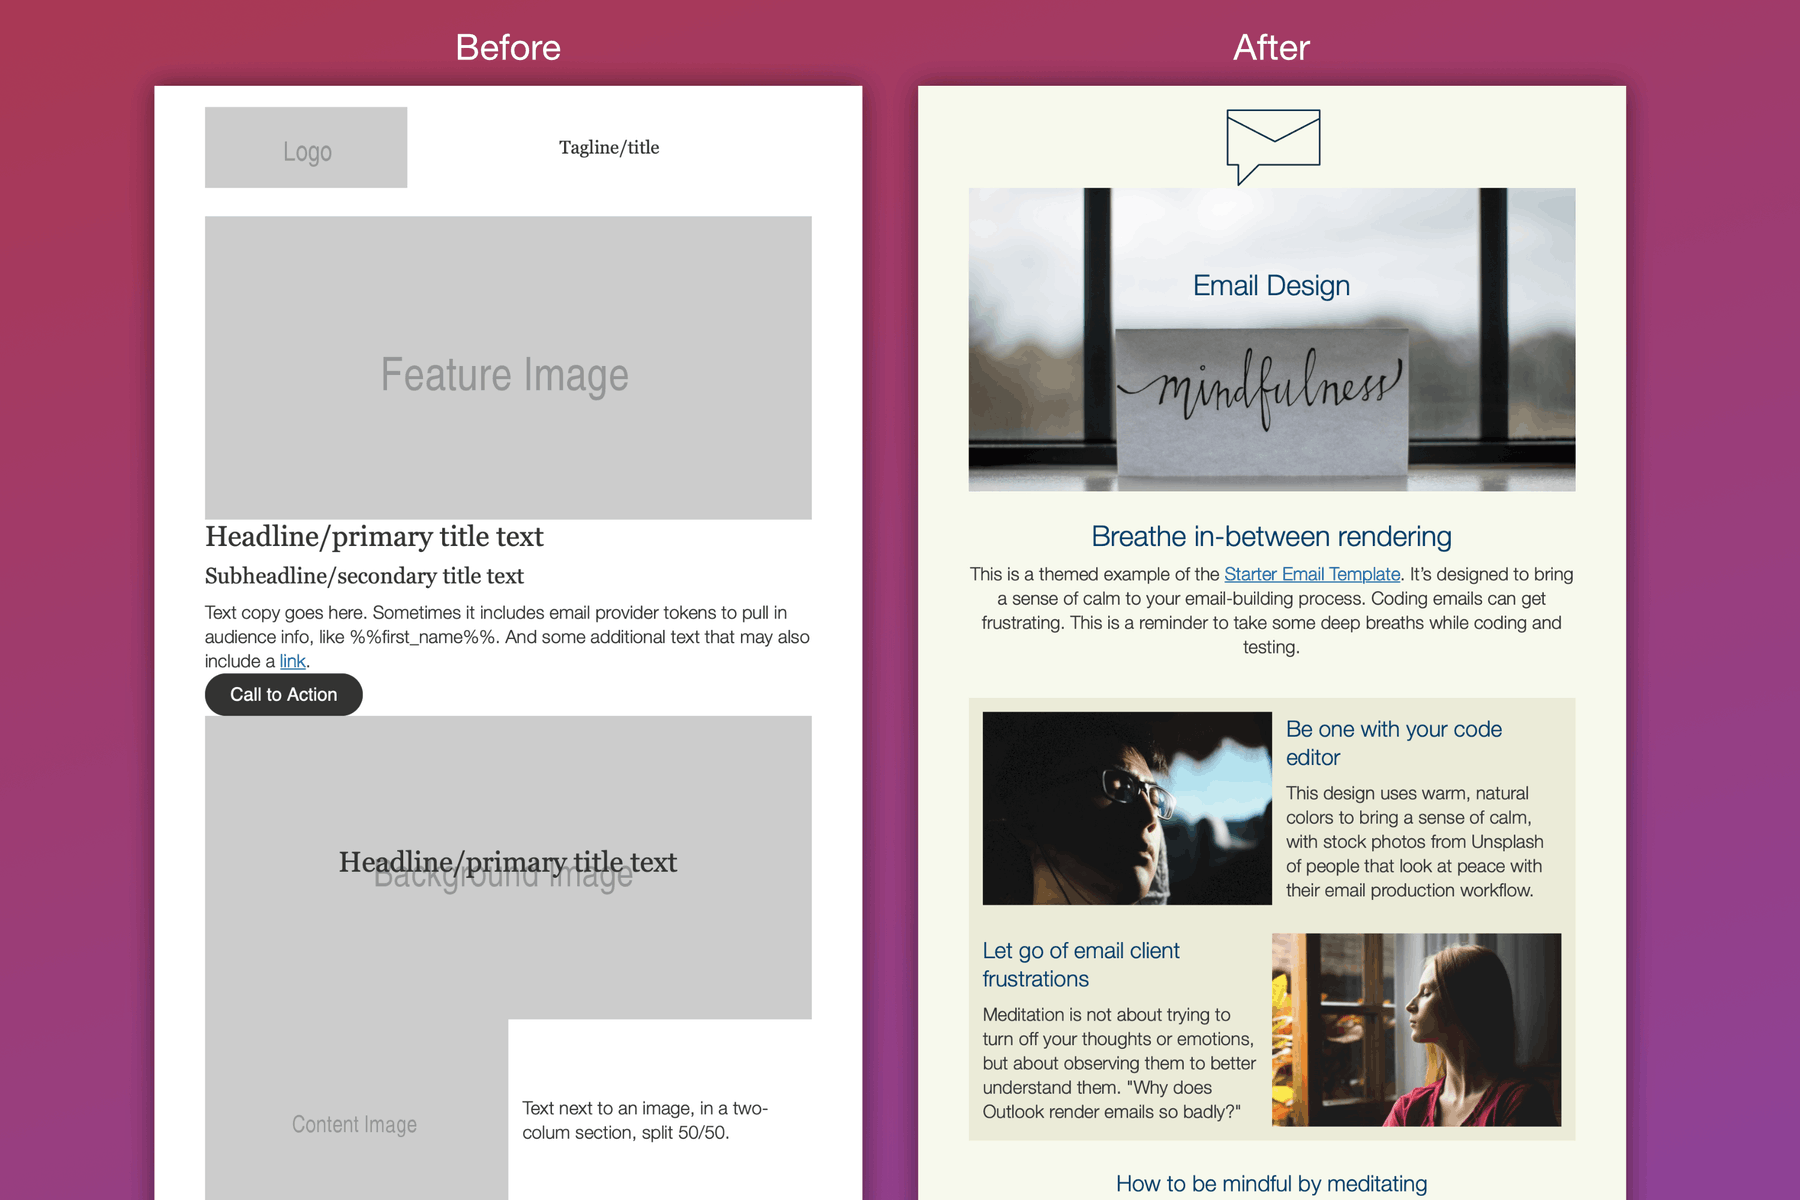 Before
Logo
Tagline/title
Feature Image
Headline/primary title text
Subheadline/secondary title text
Text copy goes here. Sometimes it includes email provider tokens to pull in
audience info, like %%first_name%%. And some additional text that may also
include a link.
Call to Action
Headline/primary title text
Background Image
Content Image
Text next to an image, in a two-
colum section, split 50/50.
After
Email Design
mindfulness
Breathe in-between rendering
This is a themed example of the Starter Email Template. It’s designed to bring
a sense of calm to your email-building process. Coding emails can get
frustrating. This is a reminder to take some deep breaths while coding and
testing.
Be one with your code
editor
This design uses warm, natural
colors to bring a sense of calm,
with stock photos from Unsplash
of people that look at peace with
their email production workflow.
Let go of email client
frustrations
Meditation is not about trying to
turn off your thoughts or emotions,
but about observing them to better
understand them. "Why does
Outlook render emails so badly?"
How to be mindful by meditating